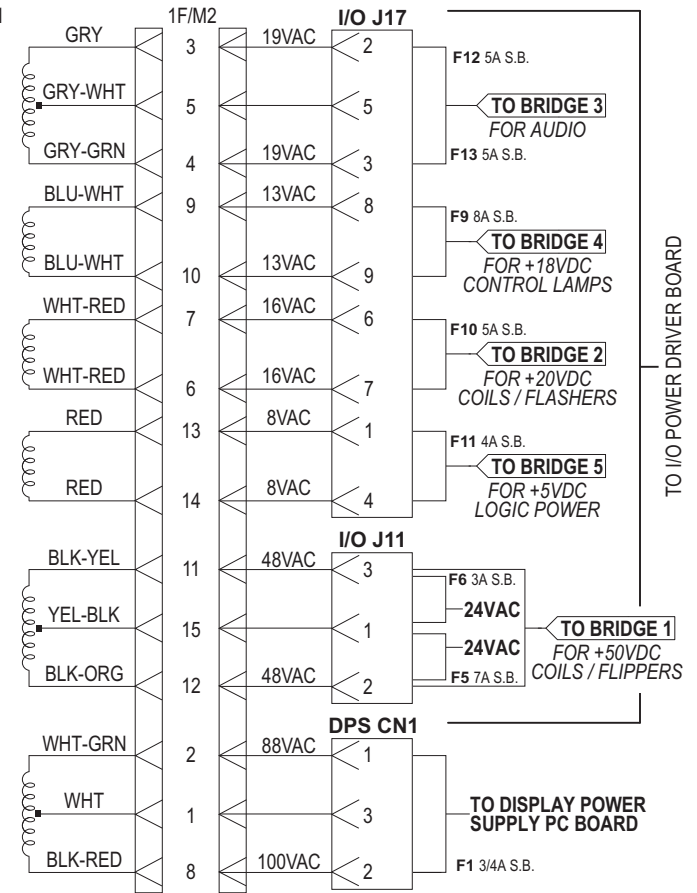 1F/M2
I/O J17
GRY 3 19VAC 2
F12 5A S.B.
GRY-WHT 5 5
TO BRIDGE 3
FOR AUDIO
GRY-GRN 4 19VAC 3
F13 5A S.B.
BLU-WHT 9 13VAC 8
F9 8A S.B.
TO BRIDGE 4
FOR +18VDC
CONTROL LAMPS
BLU-WHT 10 13VAC 9
WHT-RED 7 16VAC 6
F10 5A S.B.
TO BRIDGE 2
FOR +20VDC
COILS / FLASHERS
WHT-RED 6 16VAC 7
RED 13 8VAC 1
F11 4A S.B.
TO BRIDGE 5
FOR +5VDC
LOGIC POWER
RED 14 8VAC 4
I/O J11
BLK-YEL 11 48VAC 3
F6 3A S.B.
24VAC
YEL-BLK 15 1
TO BRIDGE 1
FOR +50VDC
COILS / FLIPPERS
24VAC
F5 7A S.B.
BLK-ORG 12 48VAC 2
TO I/O POWER DRIVER BOARD
DPS CN1
WHT-GRN 2 88VAC 1
WHT 1 3
TO DISPLAY POWER
SUPPLY PC BOARD
BLK-RED 8 100VAC 2
F1 3/4A S.B.